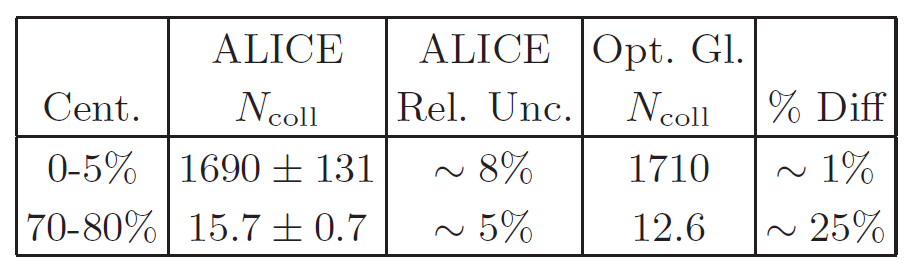 ALICE ALICE Opt. Gl.
Cent. N_coll Rel. Unc. N_coll % Diff
0-5% 1690 ± 131 ~ 8% 1710 ~ 1%
70-80% 15.7 ± 0.7 ~ 5% 12.6 ~ 25%